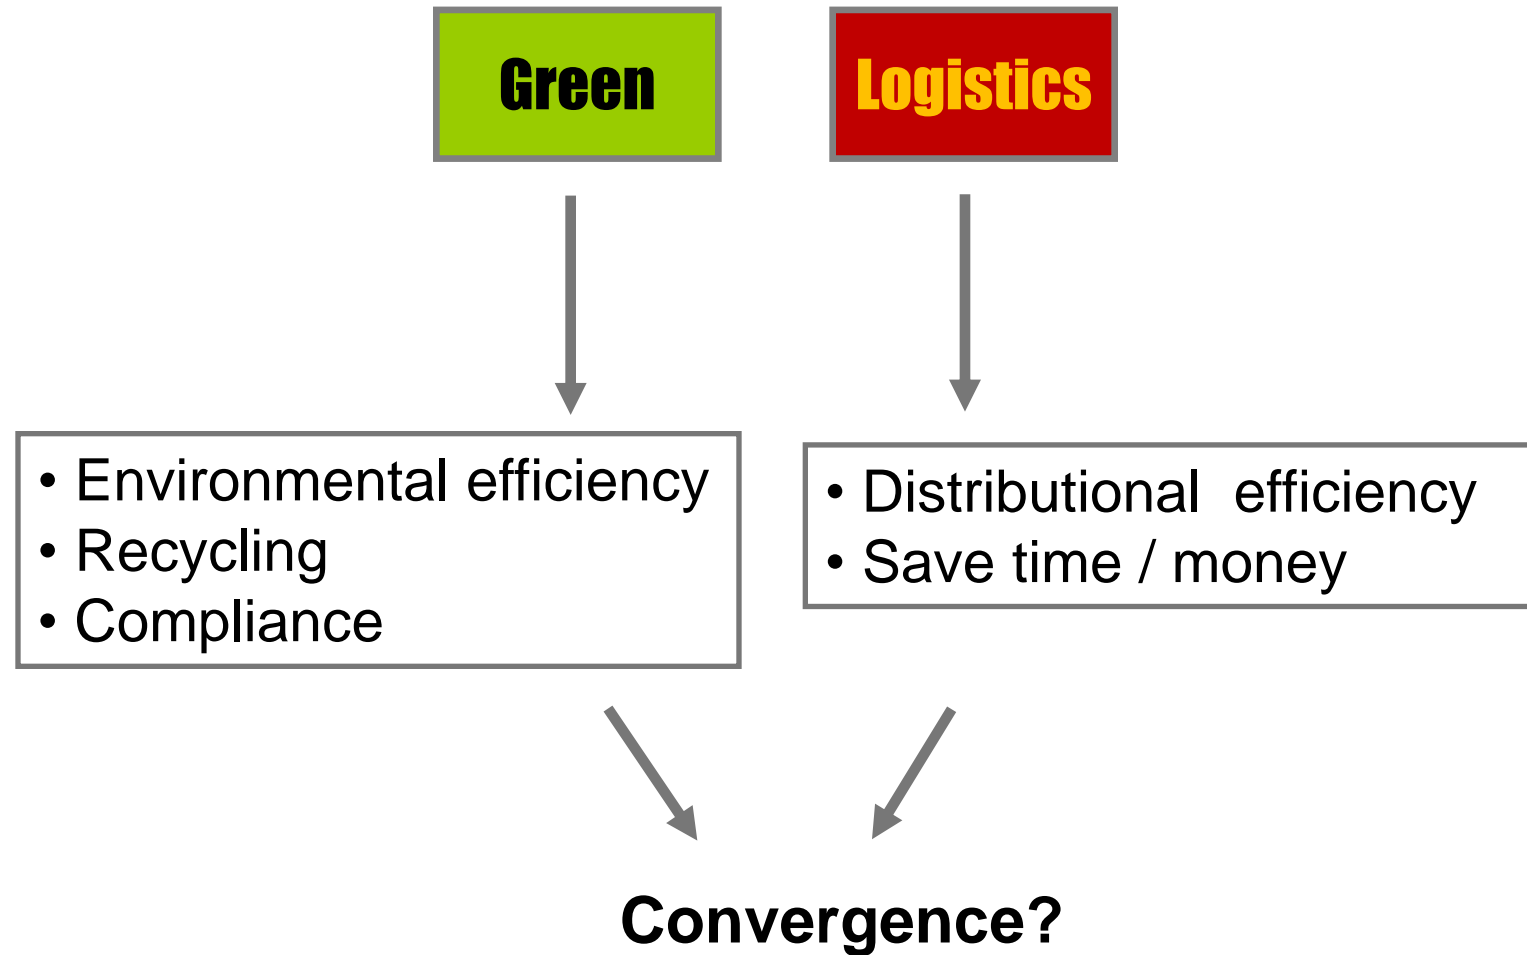 Green
Logistics
• Environmental efficiency
• Recycling
• Compliance
• Distributional efficiency
• Save time / money
Convergence?